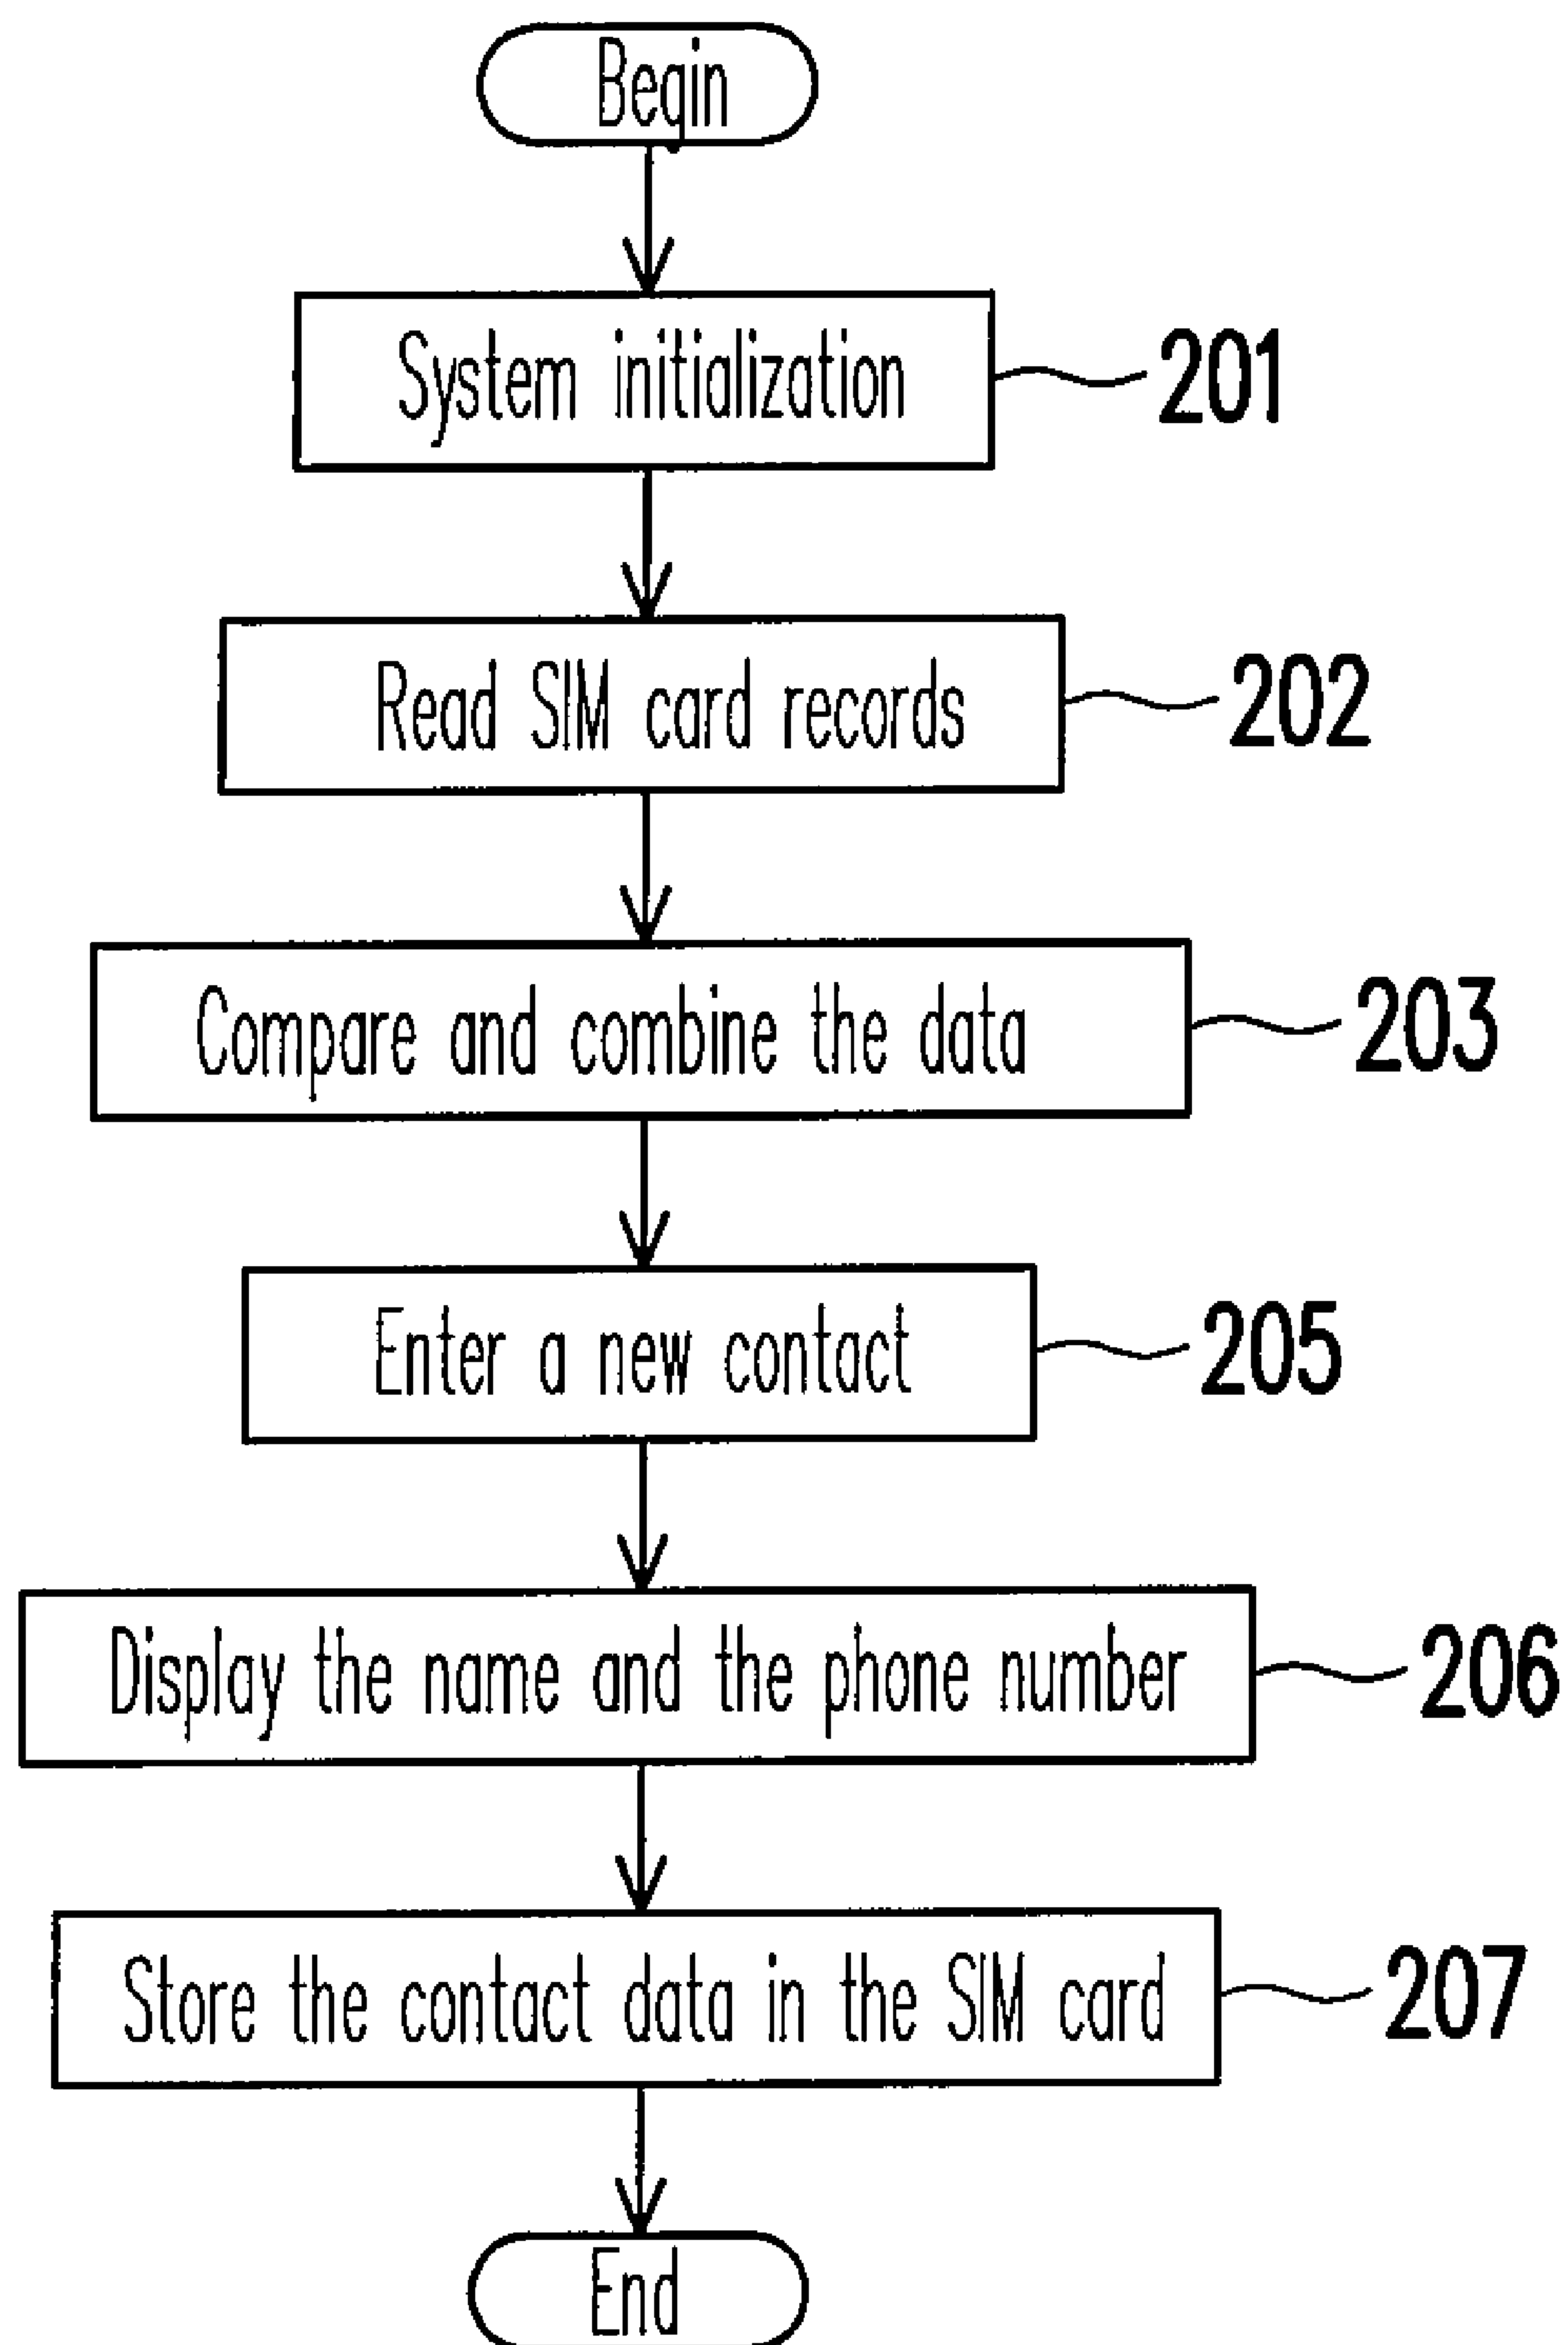 Begin
System initialization 201
Read SIM card records 202
Compare and combine the data 203
Enter a new contact 205
Display the name and the phone number 206
Store the contact data in the SIM card 207
End